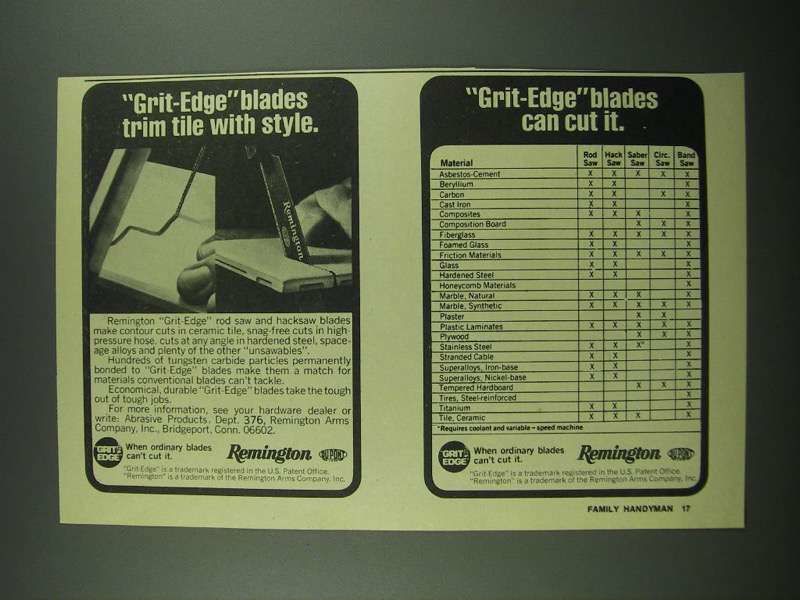 "Grit-Edge" blades
trim tile with style.
Remington
Remington "Grit-Edge" rod saw and hacksaw blades
make contour cuts in ceramic tile, snag-free cuts in high-
pressure hose, cuts at any angle in hardened steel, space-
age alloys and plenty of the other "unsawables".
Hundreds of tungsten carbide particles permanently
bonded to "Grit-Edge" blades make them a match for
materials conventional blades can't tackle.
Economical, durable "Grit-Edge" blades take the tough
out of tough jobs.
For more information, see your hardware dealer or
write: Abrasive Products, Dept. 376, Remington Arms
Company, Inc., Bridgeport, Conn. 06602.
GRIT EDGE When ordinary blades can't cut it. Remington DU PONT
"Grit-Edge" is a trademark registered in the U.S. Patent Office.
"Remington" is a trademark of the Remington Arms Company, Inc.
"Grit-Edge" blades
can cut it.
Material Rod Saw Hack Saw Saber Saw Circ. Saw Band Saw
Asbestos-Cement X X X X X
Beryllium X X X
Carbon X X X X
Cast Iron X X X
Composites X X X X
Composition Board X X X
Fiberglass X X X X X
Foamed Glass X X X
Friction Materials X X X X X
Glass X X X
Hardened Steel X X X
Honeycomb Materials X
Marble, Natural X X X X
Marble, Synthetic X X X X X
Plaster X X
Plastic Laminates X X X X X
Plywood X X X
Stainless Steel X X X* X
Stranded Cable X X X
Superalloys, Iron-base X X X
Superalloys, Nickel-base X X X
Tempered Hardboard X X X
Tires, Steel-reinforced X
Titanium X X X
Tile, Ceramic X X X X
*Requires coolant and variable-speed machine
GRIT EDGE When ordinary blades can't cut it. Remington DU PONT
"Grit-Edge" is a trademark registered in the U.S. Patent Office.
"Remington" is a trademark of the Remington Arms Company, Inc.
FAMILY HANDYMAN 17